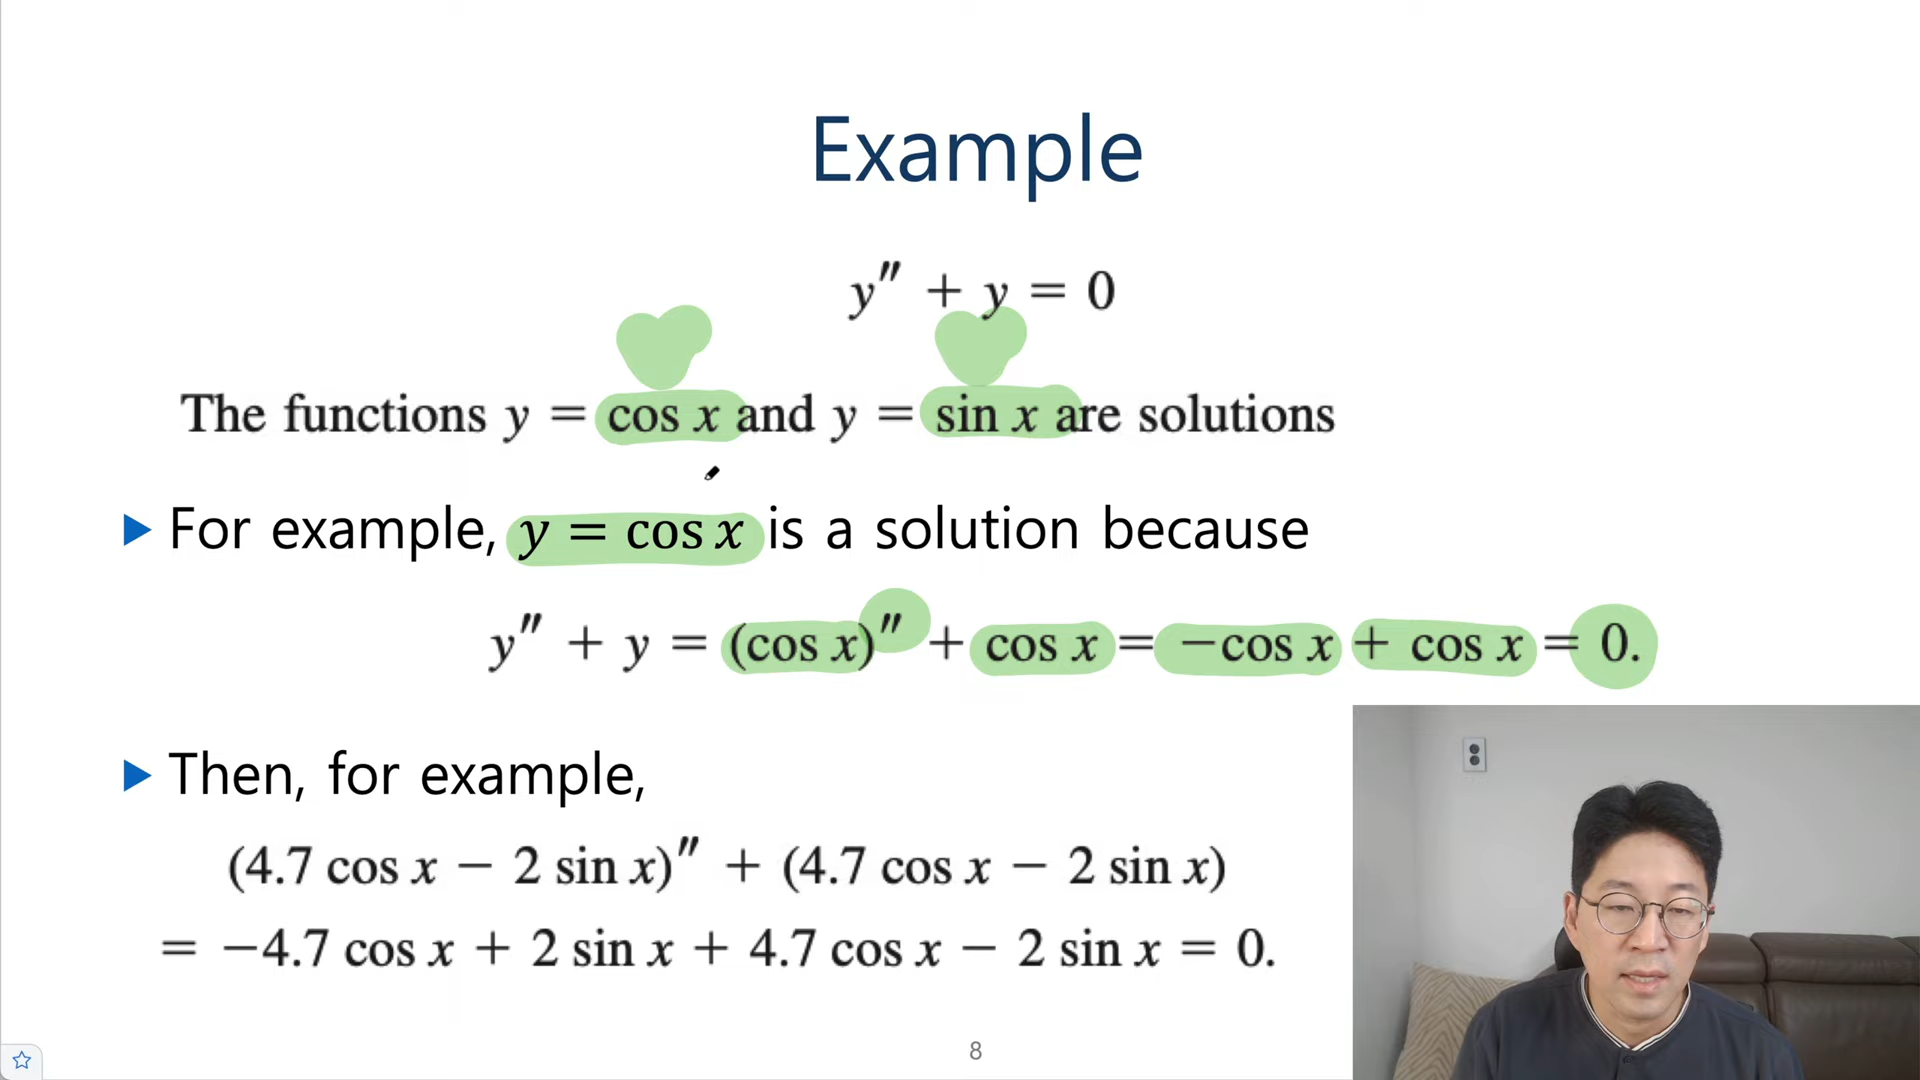 Example
y″ + y = 0
The functions y = cos x and y = sin x are solutions
For example, y = cos x is a solution because
y″ + y = (cos x)″ + cos x = −cos x + cos x = 0.
Then, for example,
(4.7 cos x − 2 sin x)″ + (4.7 cos x − 2 sin x)
= −4.7 cos x + 2 sin x + 4.7 cos x − 2 sin x = 0.
8